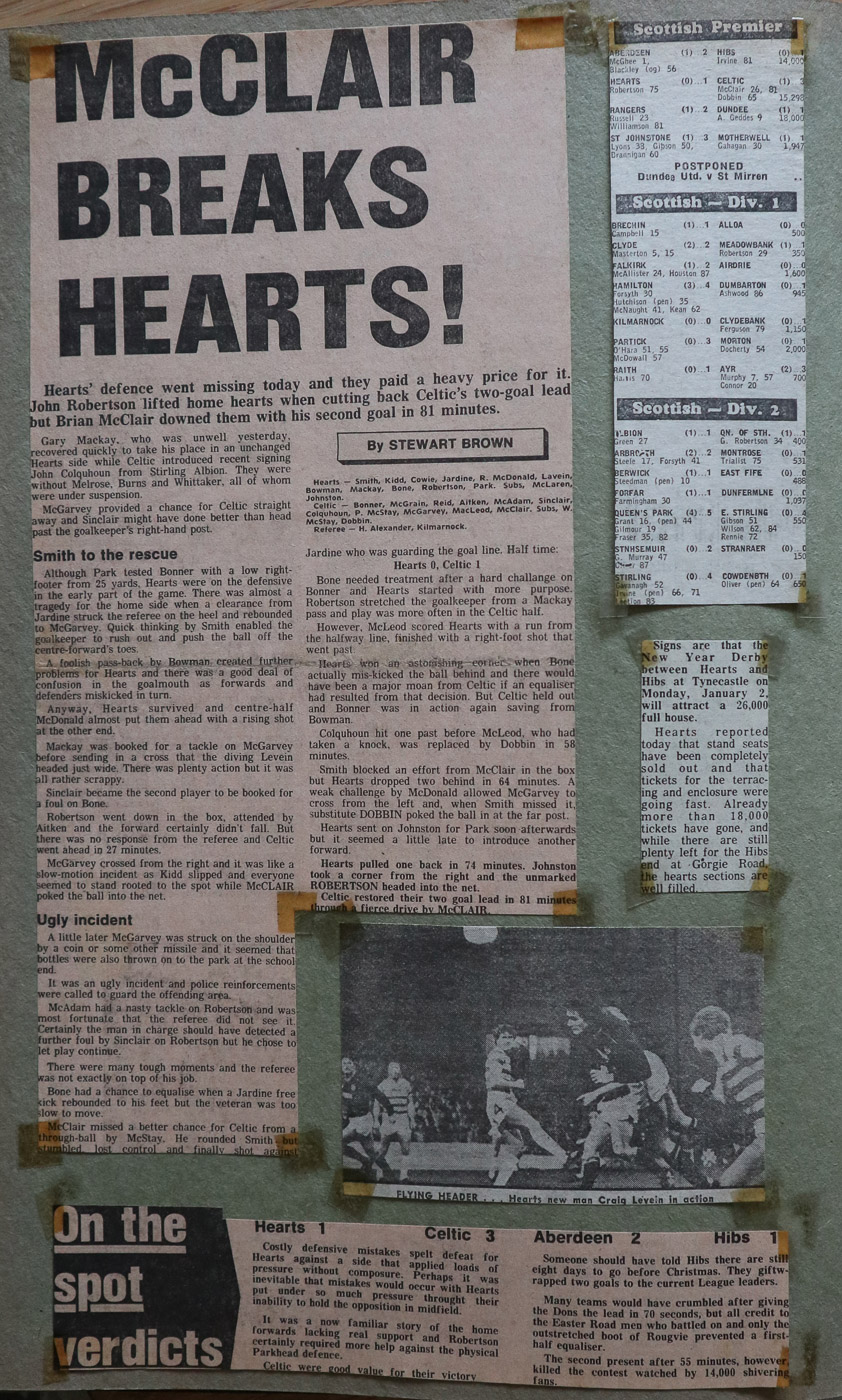 McCLAIR
BREAKS
HEARTS!
Hearts' defence went missing today and they paid a heavy price for it.
John Robertson lifted home hearts when cutting back Celtic's two-goal lead
but Brian McClair downed them with his second goal in 81 minutes.
Gary Mackay, who was unwell yesterday,
recovered quickly to take his place in an unchanged
Hearts side while Celtic introduced recent signing
John Colquhoun from Stirling Albion. They were
without Melrose, Burns and Whittaker, all of whom
were under suspension.
McGarvey provided a chance for Celtic straight
away and Sinclair might have done better than head
past the goalkeeper's right-hand post.
Smith to the rescue
Although Park tested Bonner with a low right-
footer from 25 yards, Hearts were on the defensive
in the early part of the game. There was almost a
tragedy for the home side when a clearance from
Jardine struck the referee on the heel and rebounded
to McGarvey. Quick thinking by Smith enabled the
goalkeeper to rush out and push the ball off the
centre-forward's toes.
A foolish pass-back by Bowman created further
problems for Hearts and there was a good deal of
confusion in the goalmouth as forwards and
defenders miskicked in turn.
Anyway, Hearts survived and centre-half
McDonald almost put them ahead with a rising shot
at the other end.
Mackay was booked for a tackle on McGarvey
before sending in a cross that the diving Levein
headed just wide. There was plenty action but it was
all rather scrappy.
Sinclair became the second player to be booked for
a foul on Bone.
Robertson went down in the box, attended by
Aitken and the forward certainly didn't fall. But
there was no response from the referee and Celtic
went ahead in 27 minutes.
McGarvey crossed from the right and it was like a
slow-motion incident as Kidd slipped and everyone
seemed to stand rooted to the spot while McCLAIR
poked the ball into the net.
Ugly incident
A little later McGarvey was struck on the shoulder
by a coin or some other missile and it seemed that
bottles were also thrown on to the park at the school
end.
It was an ugly incident and police reinforcements
were called to guard the offending area.
McAdam had a nasty tackle on Robertson and was
most fortunate that the referee did not see it.
Certainly the man in charge should have detected a
further foul by Sinclair on Robertson but he chose to
let play continue.
There were many tough moments and the referee
was not exactly on top of his job.
Bone had a chance to equalise when a Jardine free
kick rebounded to his feet but the veteran was too
slow to move.
McClair missed a better chance for Celtic from a
through-ball by McStay. He rounded Smith but
stumbled, lost control and finally shot against
By STEWART BROWN
Hearts — Smith, Kidd, Cowie, Jardine, R. McDonald, Lavein,
Bowman, Mackay, Bone, Robertson, Park. Subs, McLaren,
Johnston.
Celtic — Bonner, McGrain, Reid, Aitken, McAdam, Sinclair,
Colquhoun, P. McStay, McGarvey, MacLeod, McClair. Subs, W.
McStay, Dobbin.
Referee — H. Alexander, Kilmarnock.
Jardine who was guarding the goal line. Half time:
Hearts 0, Celtic 1
Bone needed treatment after a hard challange on
Bonner and Hearts started with more purpose.
Robertson stretched the goalkeeper from a Mackay
pass and play was more often in the Celtic half.
However, McLeod scored Hearts with a run from
the halfway line, finished with a right-foot shot that
went past
Hearts won an astonishing corner when Bone
actually mis-kicked the ball behind and there would
have been a major moan from Celtic if an equaliser
had resulted from that decision. But Celtic held out
and Bonner was in action again saving from
Bowman.
Colquhoun hit one past before McLeod, who had
taken a knock, was replaced by Dobbin in 58
minutes.
Smith blocked an effort from McClair in the box
but Hearts dropped two behind in 64 minutes. A
weak challenge by McDonald allowed McGarvey to
cross from the left and, when Smith missed it,
substitute DOBBIN poked the ball in at the far post.
Hearts sent on Johnston for Park soon afterwards
but it seemed a little late to introduce another
forward.
Hearts pulled one back in 74 minutes. Johnston
took a corner from the right and the unmarked
ROBERTSON headed into the net.
Celtic restored their two goal lead in 81 minutes
through a fierce drive by McCLAIR.
Scottish Premier
ABERDEEN (1) 2 HIBS (0) 1
McGhee 1, Irvine 81 14,000
Blackley (og) 56
HEARTS (0)...1 CELTIC (1) 3
Robertson 75 McClair 26, 81
Dobbin 65 15,298
RANGERS (1)...2 DUNDEE (1) 1
Russell 23 A. Geddes 9 18,000
Williamson 81
ST JOHNSTONE (1) 3 MOTHERWELL (1) 1
Lyons 38, Gibson 50, Gahagan 30 1,947
Brannigan 60
POSTPONED
Dundee Utd. v St Mirren
Scottish — Div. 1
BRECHIN (1)...1 ALLOA (0) 0
Campbell 15 500
CLYDE (2)...2 MEADOWBANK (1) 1
Masterton 5, 15 Robertson 29 350
FALKIRK (1)...2 AIRDRIE (0)...0
McAllister 24, Houston 87 1,600
HAMILTON (3)...4 DUMBARTON (0)...1
Forsyth 30 Ashwood 86 945
Hutchison (pen) 35
McNaught 41, Kean 62
KILMARNOCK (0)...0 CLYDEBANK (0)...1
Ferguson 79 1,150
PARTICK (0)...3 MORTON (0)...1
O'Hara 51, 55 Docherty 54 2,000
McDowall 57
RAITH (0)...1 AYR (2)...3
Harris 70 Murphy 7, 57 700
Connor 20
Scottish — Div. 2
ALBION (1)...1 QN. OF STH. (1)...1
Green 27 G. Robertson 34 400
ARBROATH (2)...2 MONTROSE (0)...1
Steele 17, Forsyth 41 Trialist 75 531
BERWICK (1)...1 EAST FIFE (0)...0
Steedman (pen) 10 486
FORFAR (1)...1 DUNFERMLNE (0)...0
Farmingham 30 1,097
QUEEN'S PARK (4)...5 E. STIRLING (0)...4
Grant 16, (pen) 44 Gibson 51 550
Gilmour 19 Wilson 62, 84
Fraser 35, 82 Rennie 72
STNHSEMUIR (0)...2 STRANRAER (0)...
G. Murray 47 150
87
STIRLING (0)...4 COWDENBTH (0)...1
Cavanagh 52 Oliver (pen) 64 650
Irvine (pen) 66, 71
83
Signs are that the
New Year Derby
between Hearts and
Hibs at Tynecastle on
Monday, January 2,
will attract a 26,000
full house.
Hearts reported
today that stand seats
have been completely
sold out and that
tickets for the terrac-
ing and enclosure were
going fast. Already
more than 18,000
tickets have gone, and
while there are still
plenty left for the Hibs
end at Gorgie Road,
the hearts sections are
well filled.
FLYING HEADER . . . Hearts new man Craig Levein in action
On the
spot
verdicts
Hearts 1 Celtic 3
Costly defensive mistakes spelt defeat for
Hearts against a side that applied loads of
pressure without composure. Perhaps it was
inevitable that mistakes would occur with Hearts
put under so much pressure throught their
inability to hold the opposition in midfield.
It was a now familiar story of the home
forwards lacking real support and Robertson
certainly required more help against the physical
Parkhead defence.
Celtic were good value for their victory
Aberdeen 2 Hibs 1
Someone should have told Hibs there are still
eight days to go before Christmas. They giftw-
rapped two goals to the current League leaders.
Many teams would have crumbled after giving
the Dons the lead in 70 seconds, but all credit to
the Easter Road men who battled on and only the
outstretched boot of Rougvie prevented a first-
half equaliser.
The second present after 55 minutes, however,
killed the contest watched by 14,000 shivering
fans.